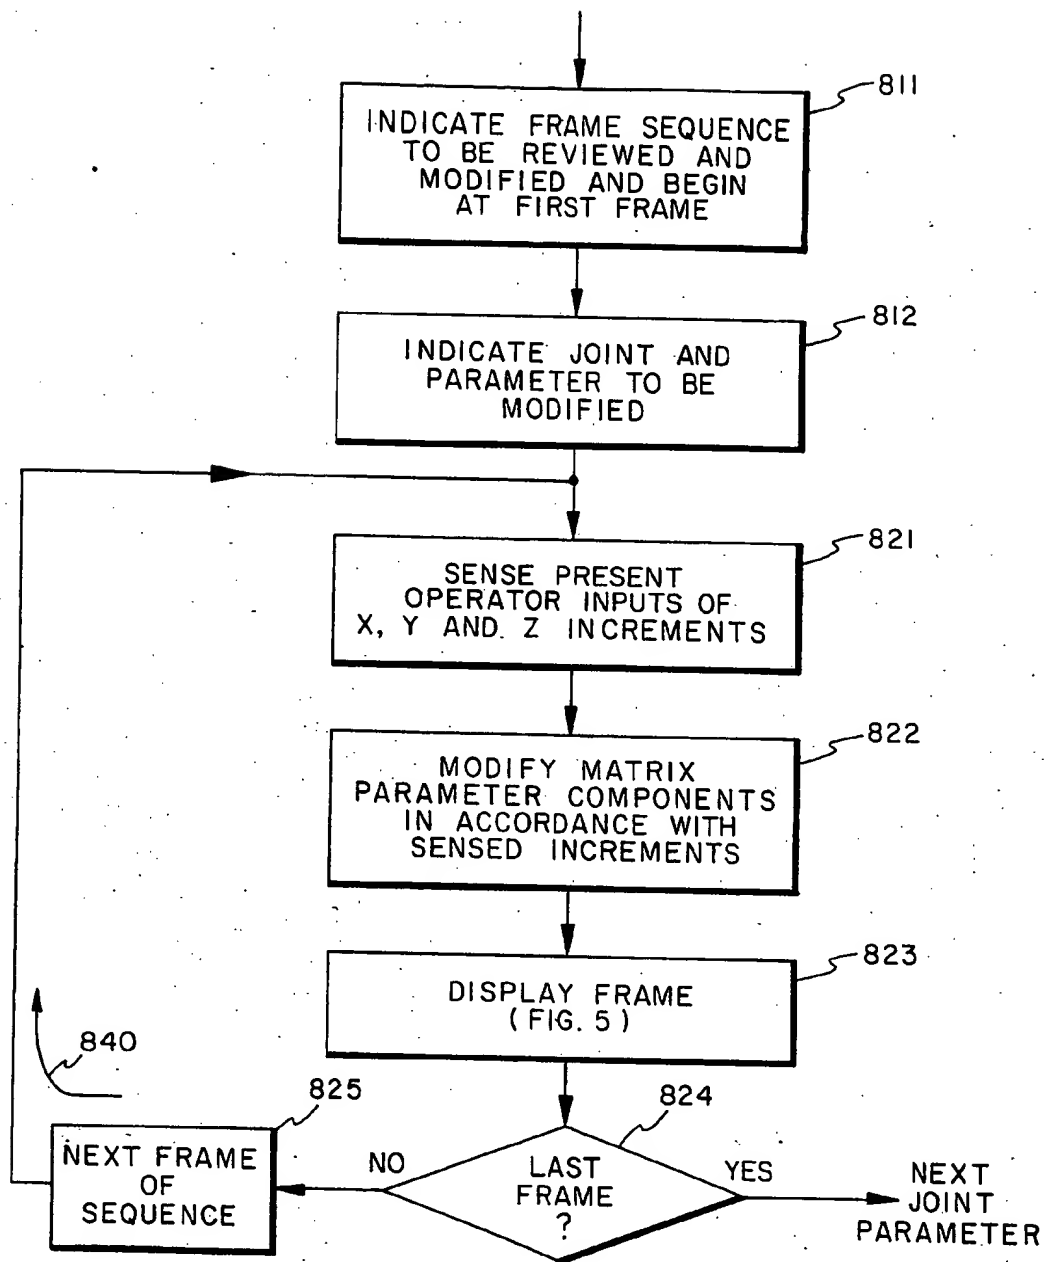 811
INDICATE FRAME SEQUENCE
TO BE REVIEWED AND
MODIFIED AND BEGIN
AT FIRST FRAME
812
INDICATE JOINT AND
PARAMETER TO BE
MODIFIED
821
SENSE PRESENT
OPERATOR INPUTS OF
X, Y AND Z INCREMENTS
822
MODIFY MATRIX
PARAMETER COMPONENTS
IN ACCORDANCE WITH
SENSED INCREMENTS
823
DISPLAY FRAME
(FIG. 5)
840
825
824
NEXT FRAME
OF
SEQUENCE
NO
LAST
FRAME
?
YES
NEXT
JOINT
PARAMETER